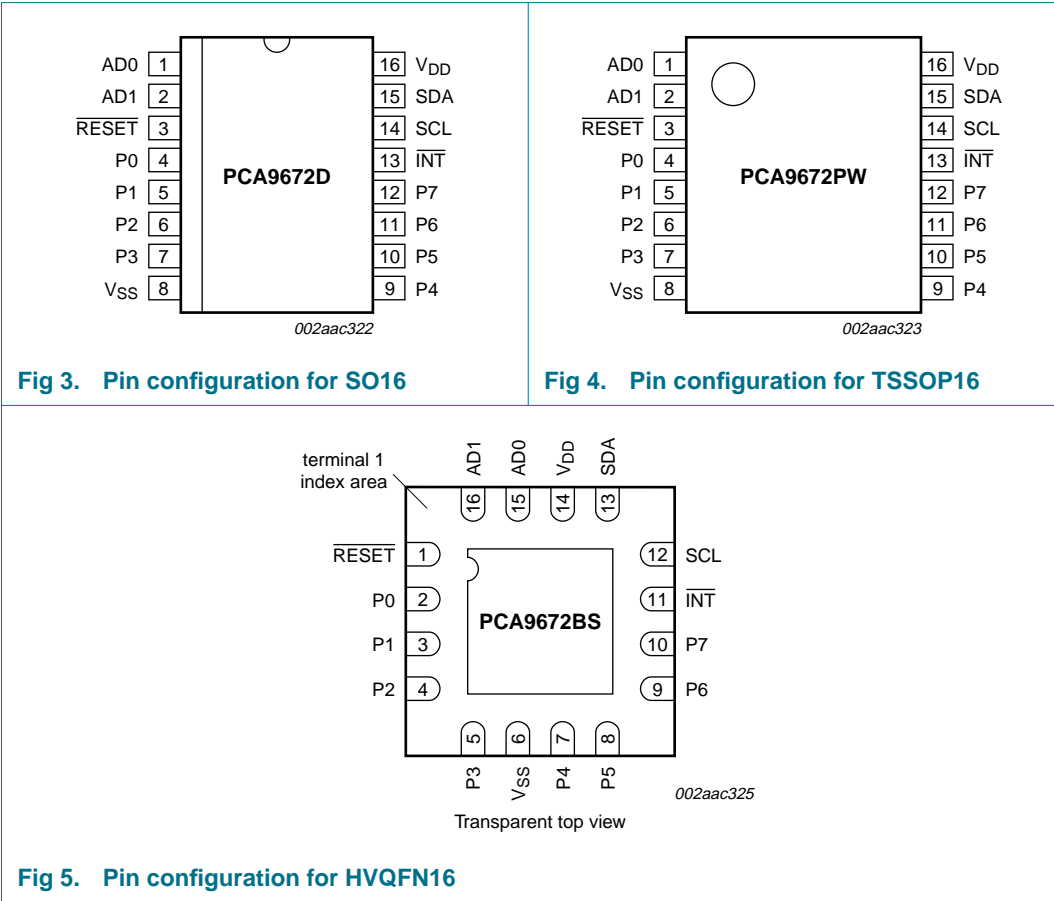 AD0 1 16 VDD
AD1 2 15 SDA
RESET 3 14 SCL
P0 4 13 INT
P1 5 PCA9672D 12 P7
P2 6 11 P6
P3 7 10 P5
VSS 8 9 P4
002aac322
Fig 3. Pin configuration for SO16
AD0 1 16 VDD
AD1 2 15 SDA
RESET 3 14 SCL
P0 4 13 INT
P1 5 PCA9672PW 12 P7
P2 6 11 P6
P3 7 10 P5
VSS 8 9 P4
002aac323
Fig 4. Pin configuration for TSSOP16
terminal 1
index area
AD1 AD0 VDD SDA
16 15 14 13
RESET 1 12 SCL
P0 2 11 INT
PCA9672BS
P1 3 10 P7
P2 4 9 P6
5 6 7 8
P3 VSS P4 P5
002aac325
Transparent top view
Fig 5. Pin configuration for HVQFN16